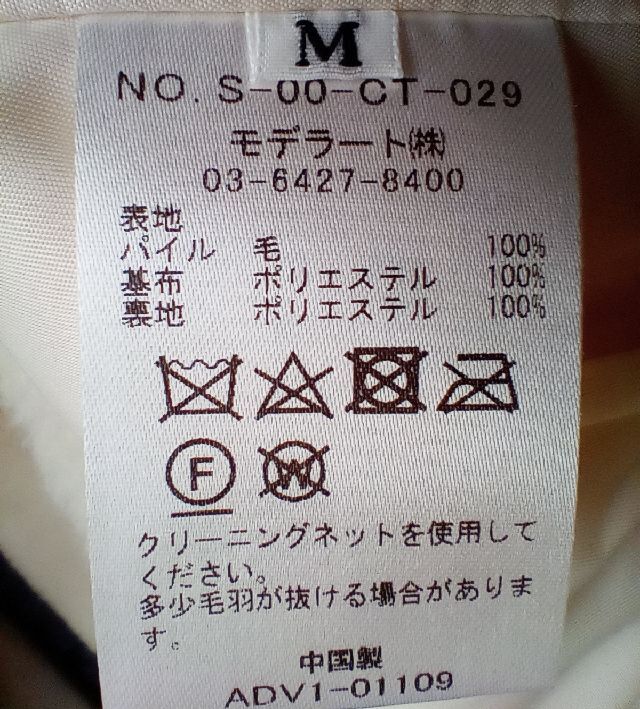 M
NO. S-00-CT-029
モデラート㈱
03-6427-8400
表地
パイル 毛 100%
基布 ポリエステル 100%
裏地 ポリエステル 100%
F W
クリーニングネットを使用して
ください。
多少毛羽が抜ける場合がありま
す。
中国製
ADV1-01109